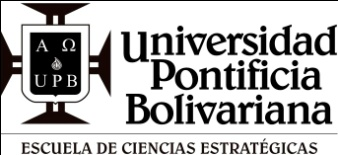 Α Ω
UPB
Universidad
Pontificia
Bolivariana
ESCUELA DE CIENCIAS ESTRATÉGICAS